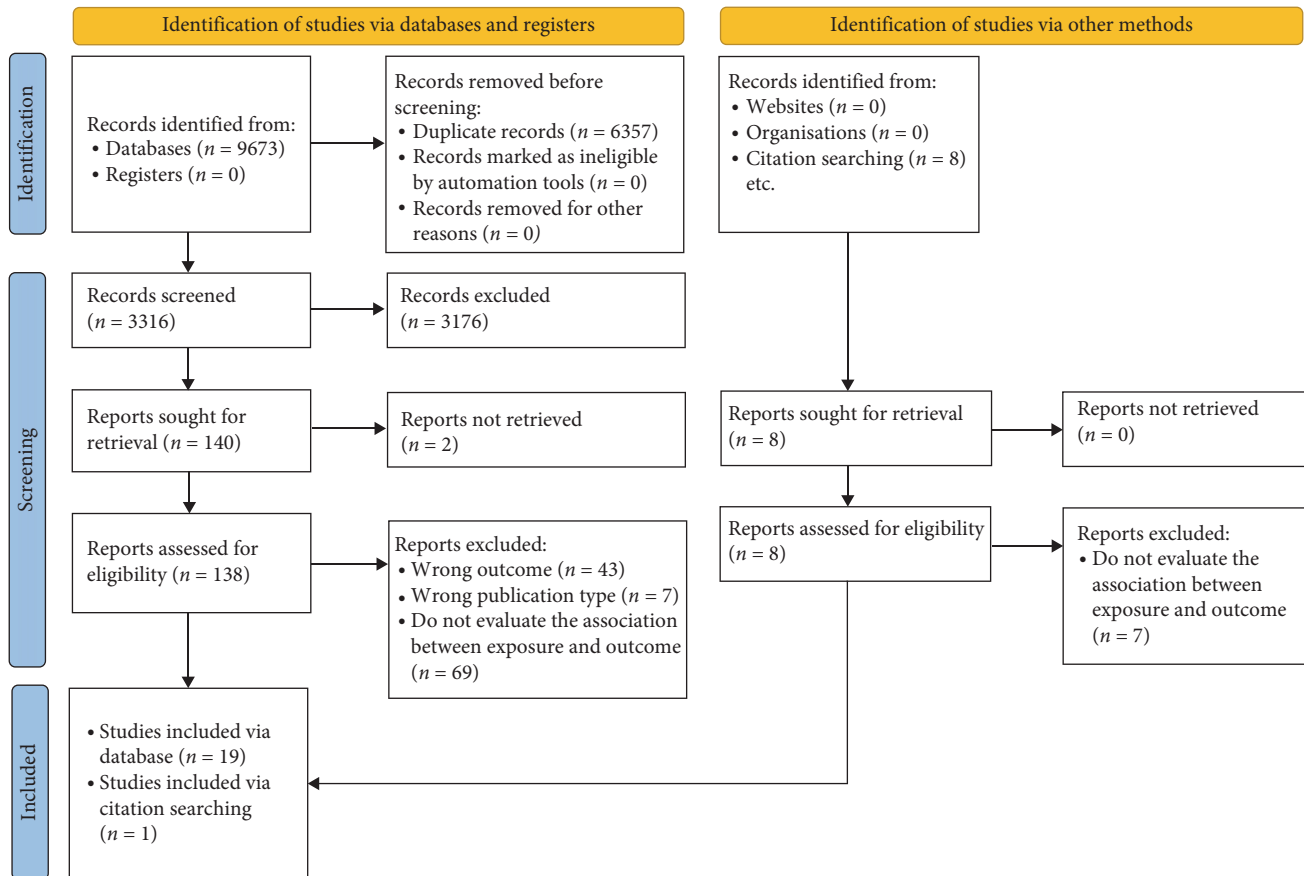 Identification of studies via databases and registers
Identification of studies via other methods
Identification
Records identified from:
• Databases (n = 9673)
• Registers (n = 0)
Records removed before
screening:
• Duplicate records (n = 6357)
• Records marked as ineligible
by automation tools (n = 0)
• Records removed for other
reasons (n = 0)
Records identified from:
• Websites (n = 0)
• Organisations (n = 0)
• Citation searching (n = 8)
etc.
Screening
Records screened
(n = 3316)
Records excluded
(n = 3176)
Reports sought for
retrieval (n = 140)
Reports not retrieved
(n = 2)
Reports sought for retrieval
(n = 8)
Reports not retrieved
(n = 0)
Reports assessed for
eligibility (n = 138)
Reports excluded:
• Wrong outcome (n = 43)
• Wrong publication type (n = 7)
• Do not evaluate the association
between exposure and outcome
(n = 69)
Reports assessed for eligibility
(n = 8)
Reports excluded:
• Do not evaluate the
association between
exposure and outcome
(n = 7)
Included
• Studies included via
database (n = 19)
• Studies included via
citation searching
(n = 1)